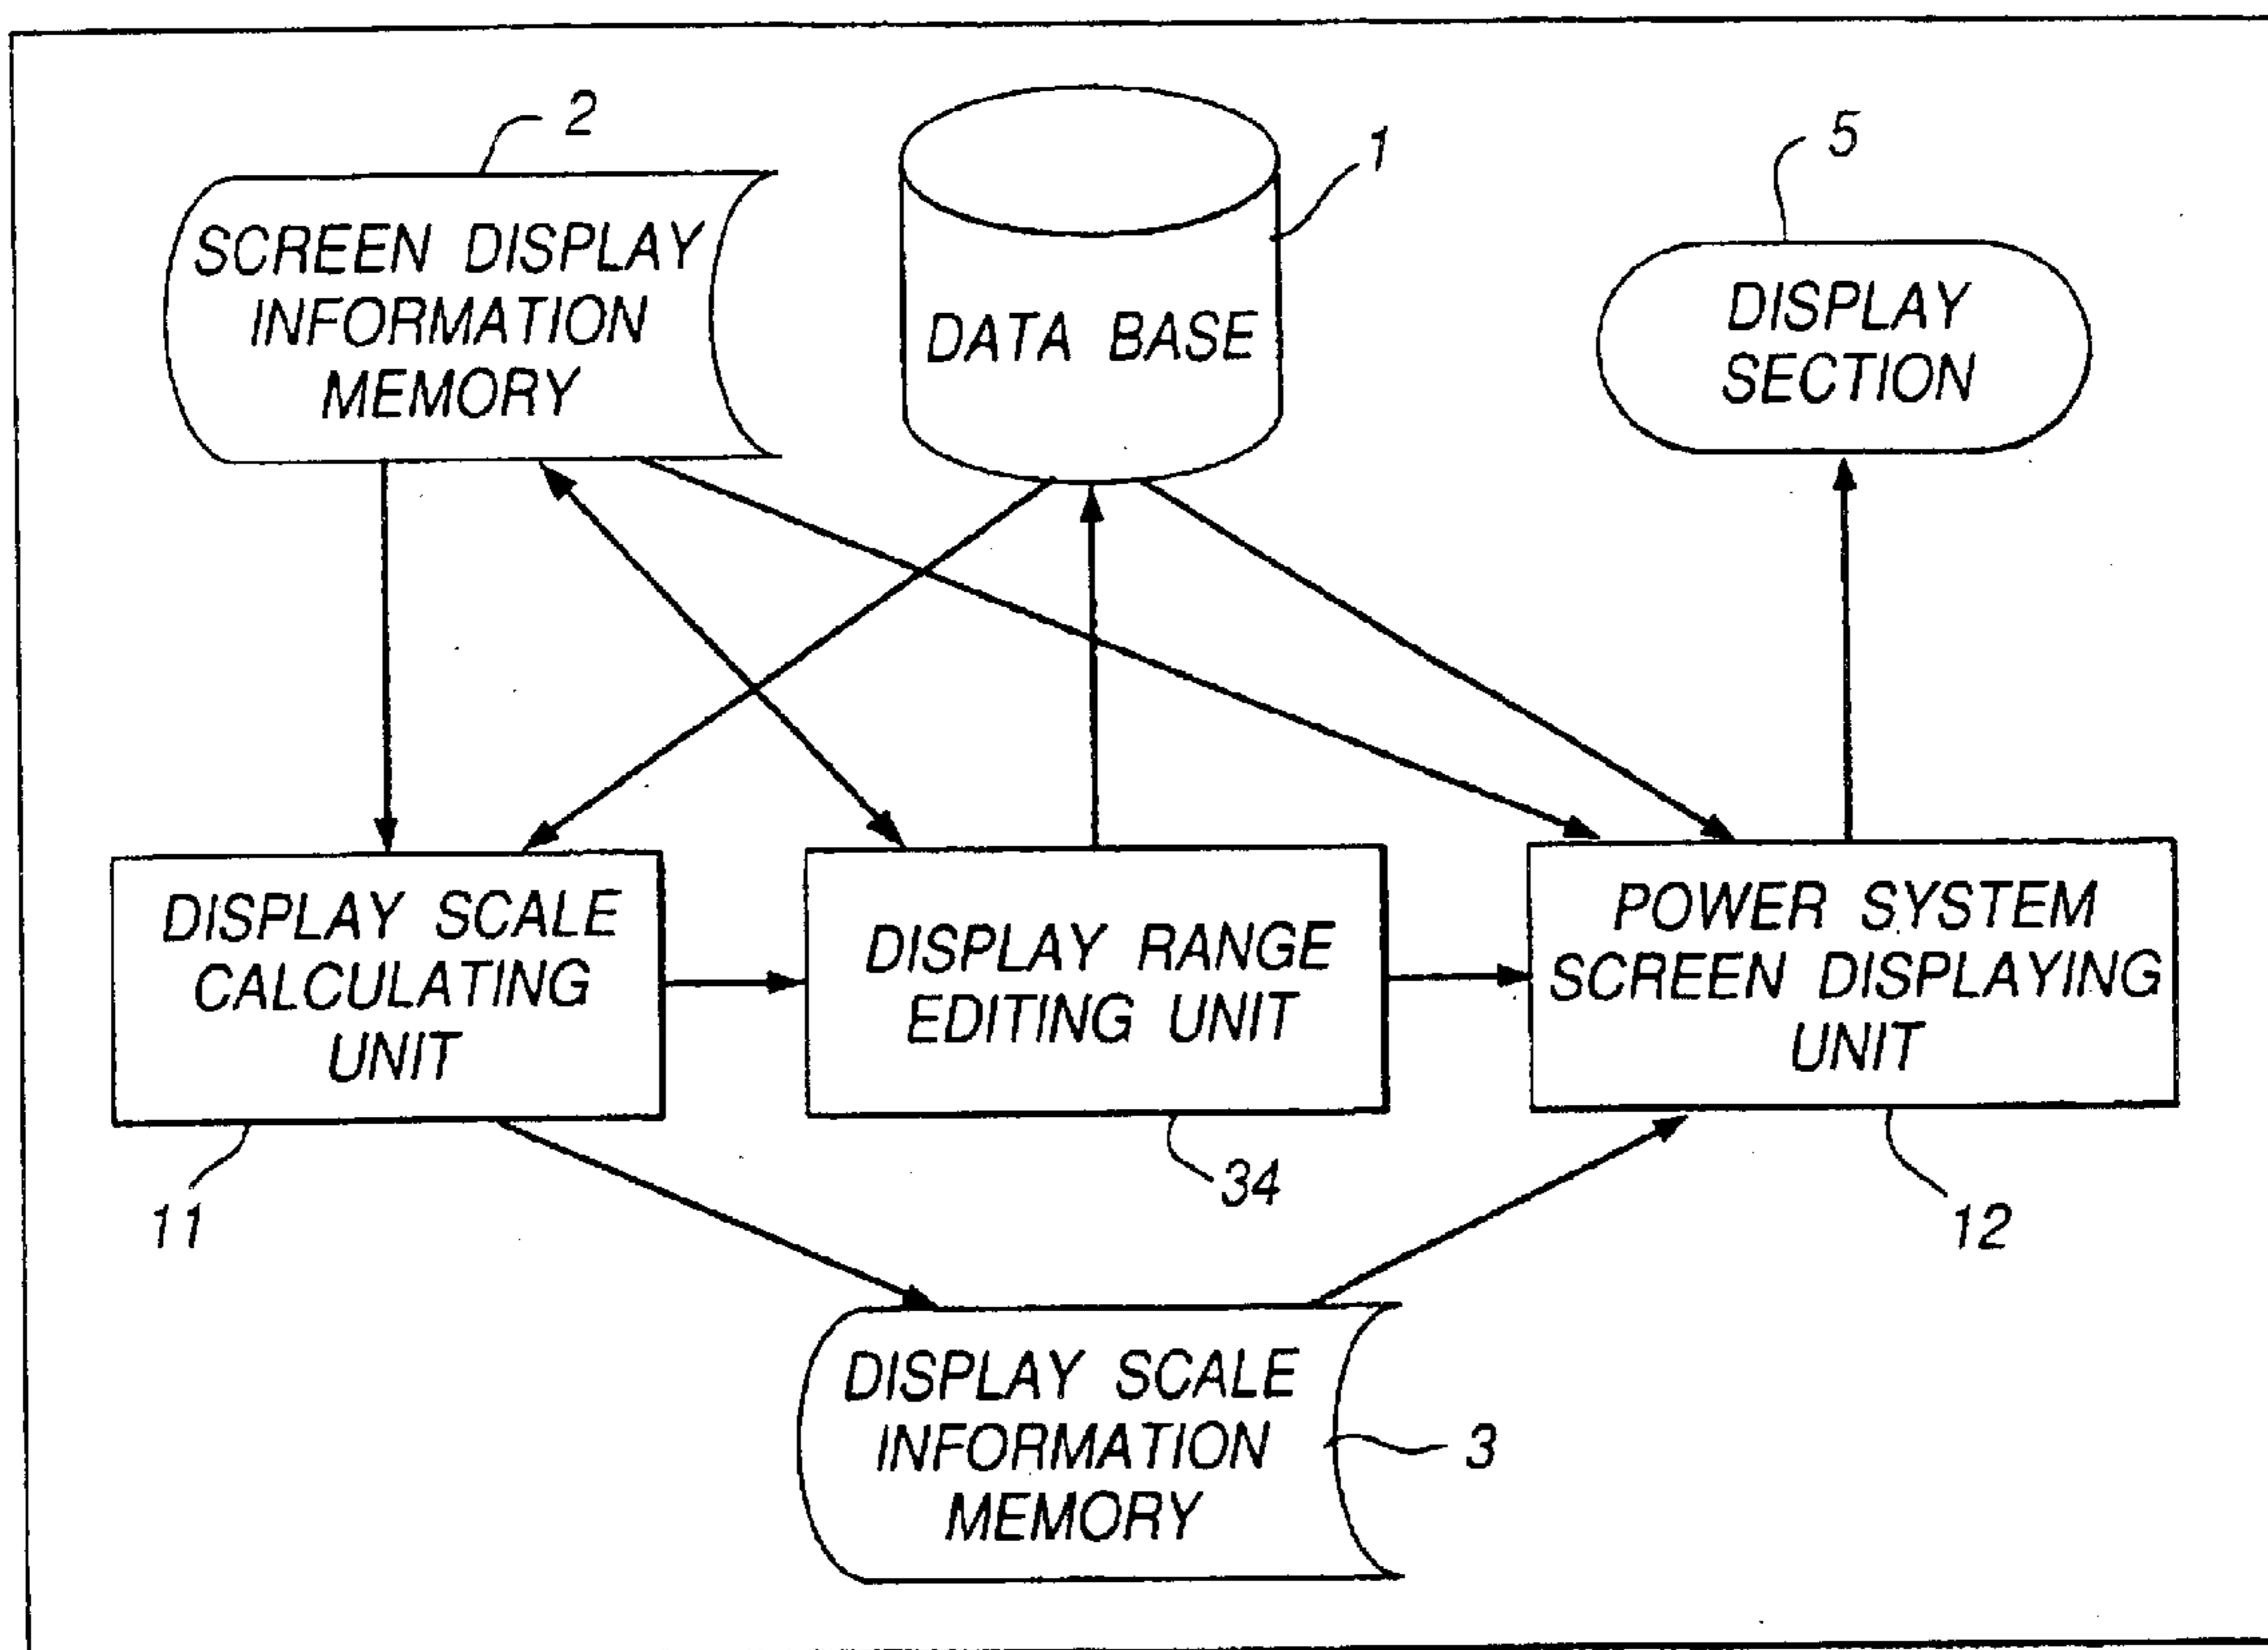 2
1
5
SCREEN DISPLAY
INFORMATION
MEMORY
DATA BASE
DISPLAY
SECTION
DISPLAY SCALE
CALCULATING
UNIT
DISPLAY RANGE
EDITING UNIT
POWER SYSTEM
SCREEN DISPLAYING
UNIT
11
34
12
DISPLAY SCALE
INFORMATION
MEMORY
3